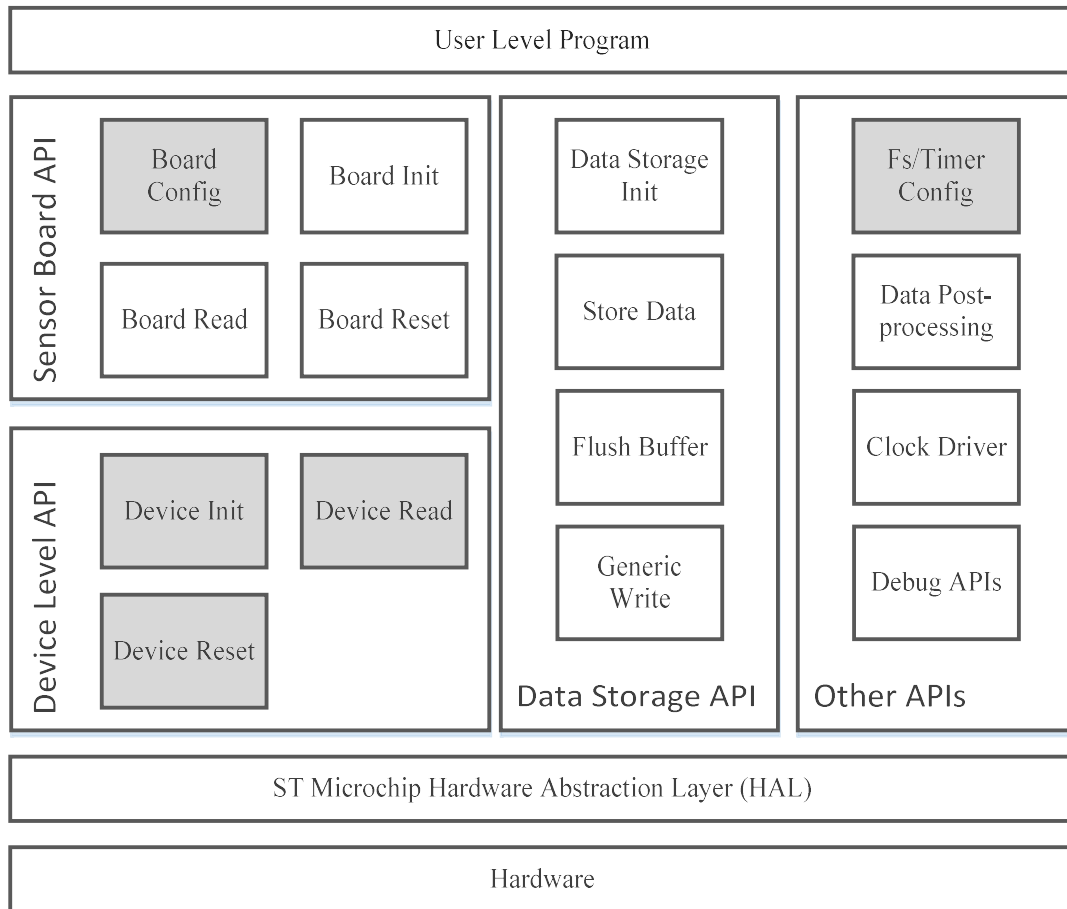 User Level Program
Sensor Board API
Board
Config
Board Init
Board Read
Board Reset
Device Level API
Device Init
Device Read
Device Reset
Data Storage
Init
Store Data
Flush Buffer
Generic
Write
Data Storage API
Fs/Timer
Config
Data Post-
processing
Clock Driver
Debug APIs
Other APIs
ST Microchip Hardware Abstraction Layer (HAL)
Hardware